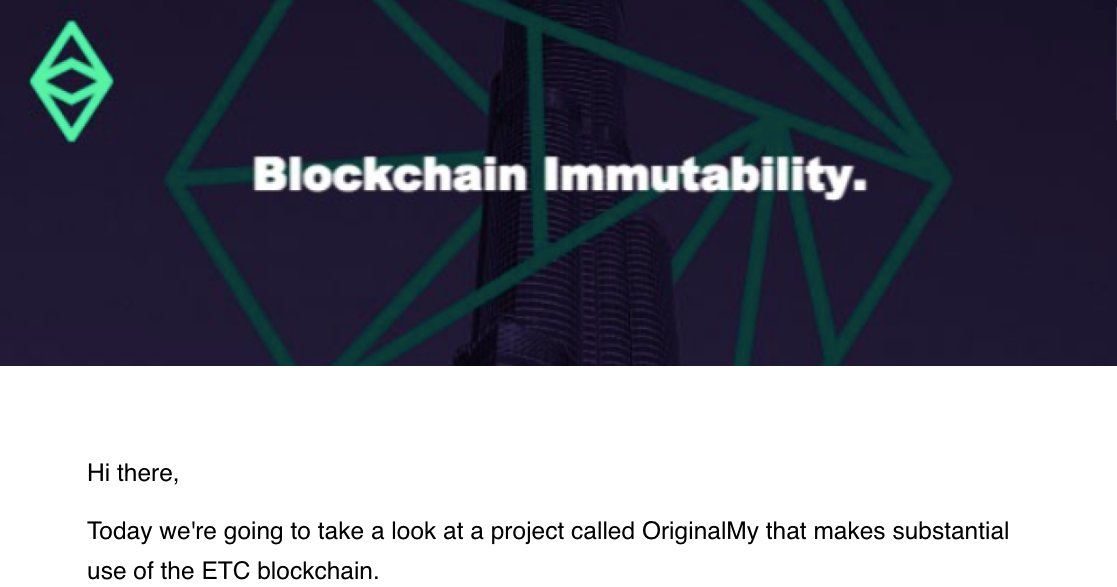 Blockchain Immutability.
Hi there,
Today we're going to take a look at a project called OriginalMy that makes substantial
use of the ETC blockchain.